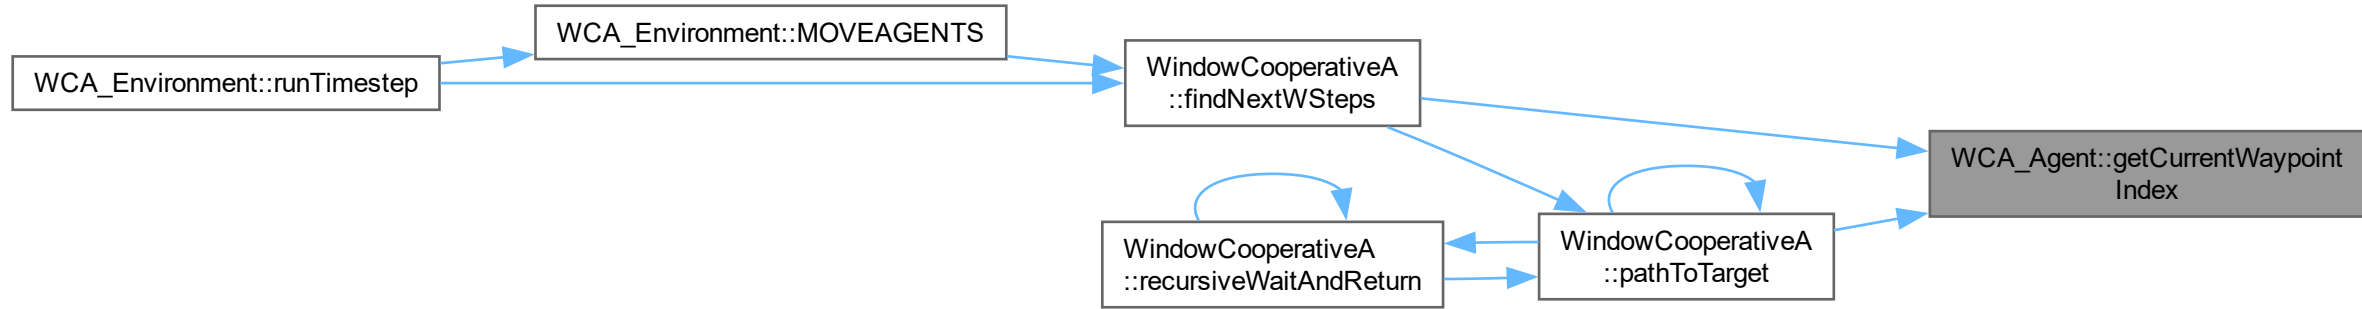 WCA_Environment::MOVEAGENTS
WCA_Environment::runTimestep
WindowCooperativeA
::findNextWSteps
WCA_Agent::getCurrentWaypoint
Index
WindowCooperativeA
::recursiveWaitAndReturn
WindowCooperativeA
::pathToTarget